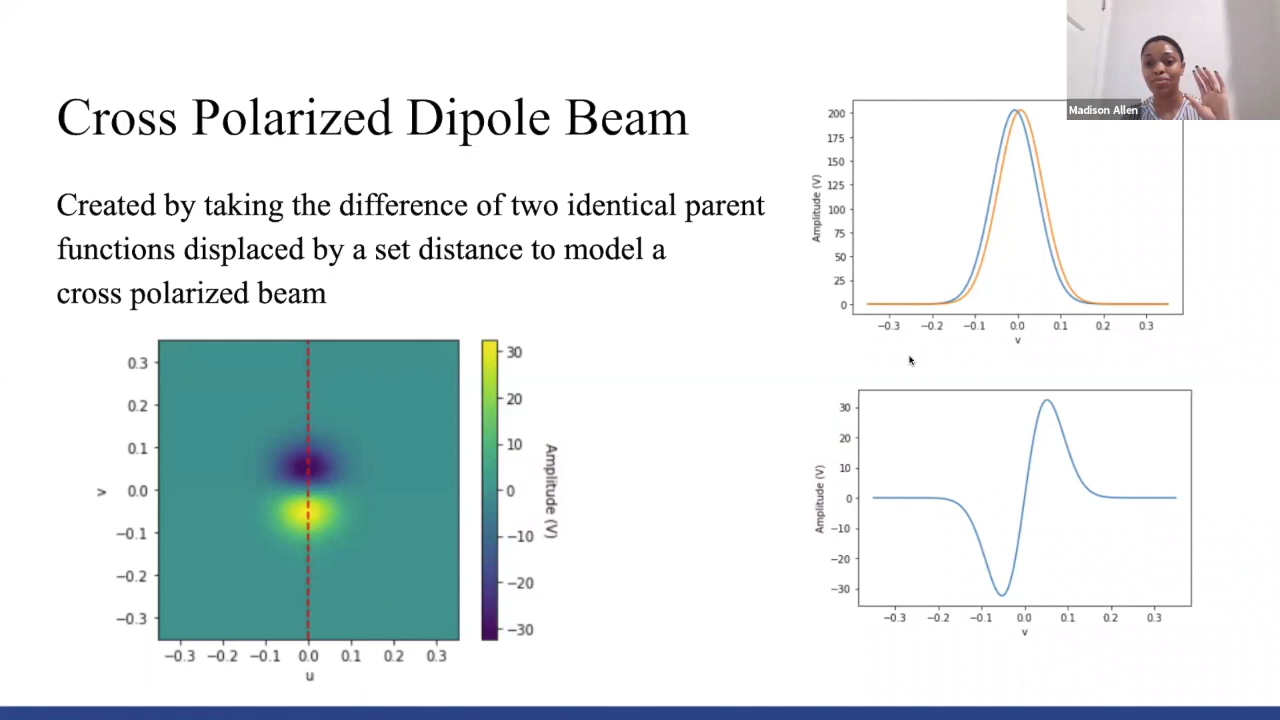 Cross Polarized Dipole Beam
Created by taking the difference of two identical parent
functions displaced by a set distance to model a
cross polarized beam
Madison Allen
200
175
150
125
100
75
50
25
0
Amplitude (V)
−0.3 −0.2 −0.1 0.0 0.1 0.2 0.3
v
0.3
0.2
0.1
0.0
−0.1
−0.2
−0.3
v
−0.3 −0.2 −0.1 0.0 0.1 0.2 0.3
u
30
20
10
0
−10
−20
−30
Amplitude (V)
30
20
10
0
−10
−20
−30
Amplitude (V)
−0.3 −0.2 −0.1 0.0 0.1 0.2 0.3
v